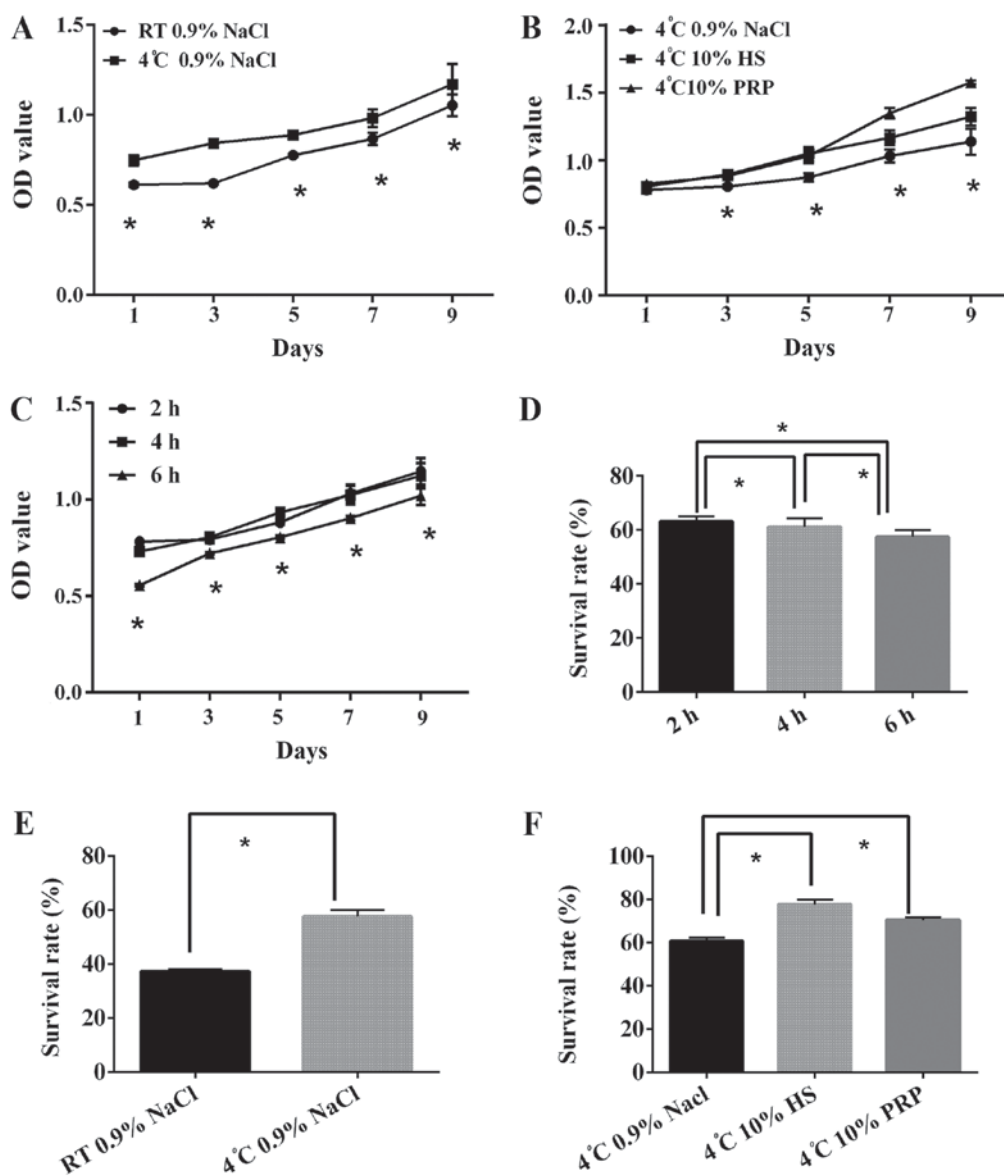 A
RT 0.9% NaCl
4°C 0.9% NaCl
OD value
1.5
1.0
0.5
0.0
*
*
*
*
*
1
3
5
7
9
Days
B
4°C 0.9% NaCl
4°C 10% HS
4°C10% PRP
OD value
2.0
1.5
1.0
0.5
0.0
*
*
*
*
1
3
5
7
9
Days
C
2 h
4 h
6 h
OD value
1.5
1.0
0.5
0.0
*
*
*
*
*
1
3
5
7
9
Days
D
Survival rate (%)
80
60
40
20
0
*
*
*
2 h
4 h
6 h
E
Survival rate (%)
80
60
40
20
0
*
RT 0.9% NaCl
4°C 0.9% NaCl
F
Survival rate (%)
100
80
60
40
20
0
*
*
4°C 0.9% Nacl
4°C 10% HS
4°C 10% PRP